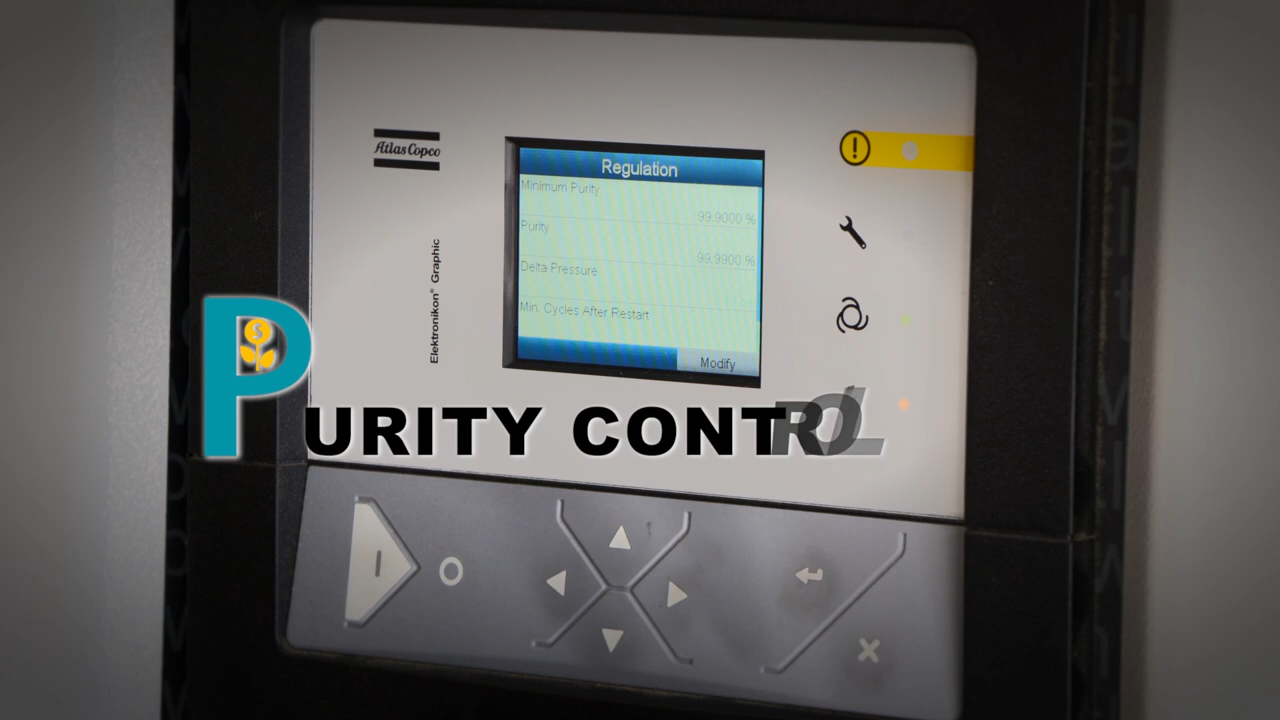 Atlas Copco
Regulation
Minimum Purity
99.9000 %
Purity
99.9900 %
Delta Pressure
Min. Cycles After Restart
Modify
Elektronikon® Graphic
PURITY CONTROL